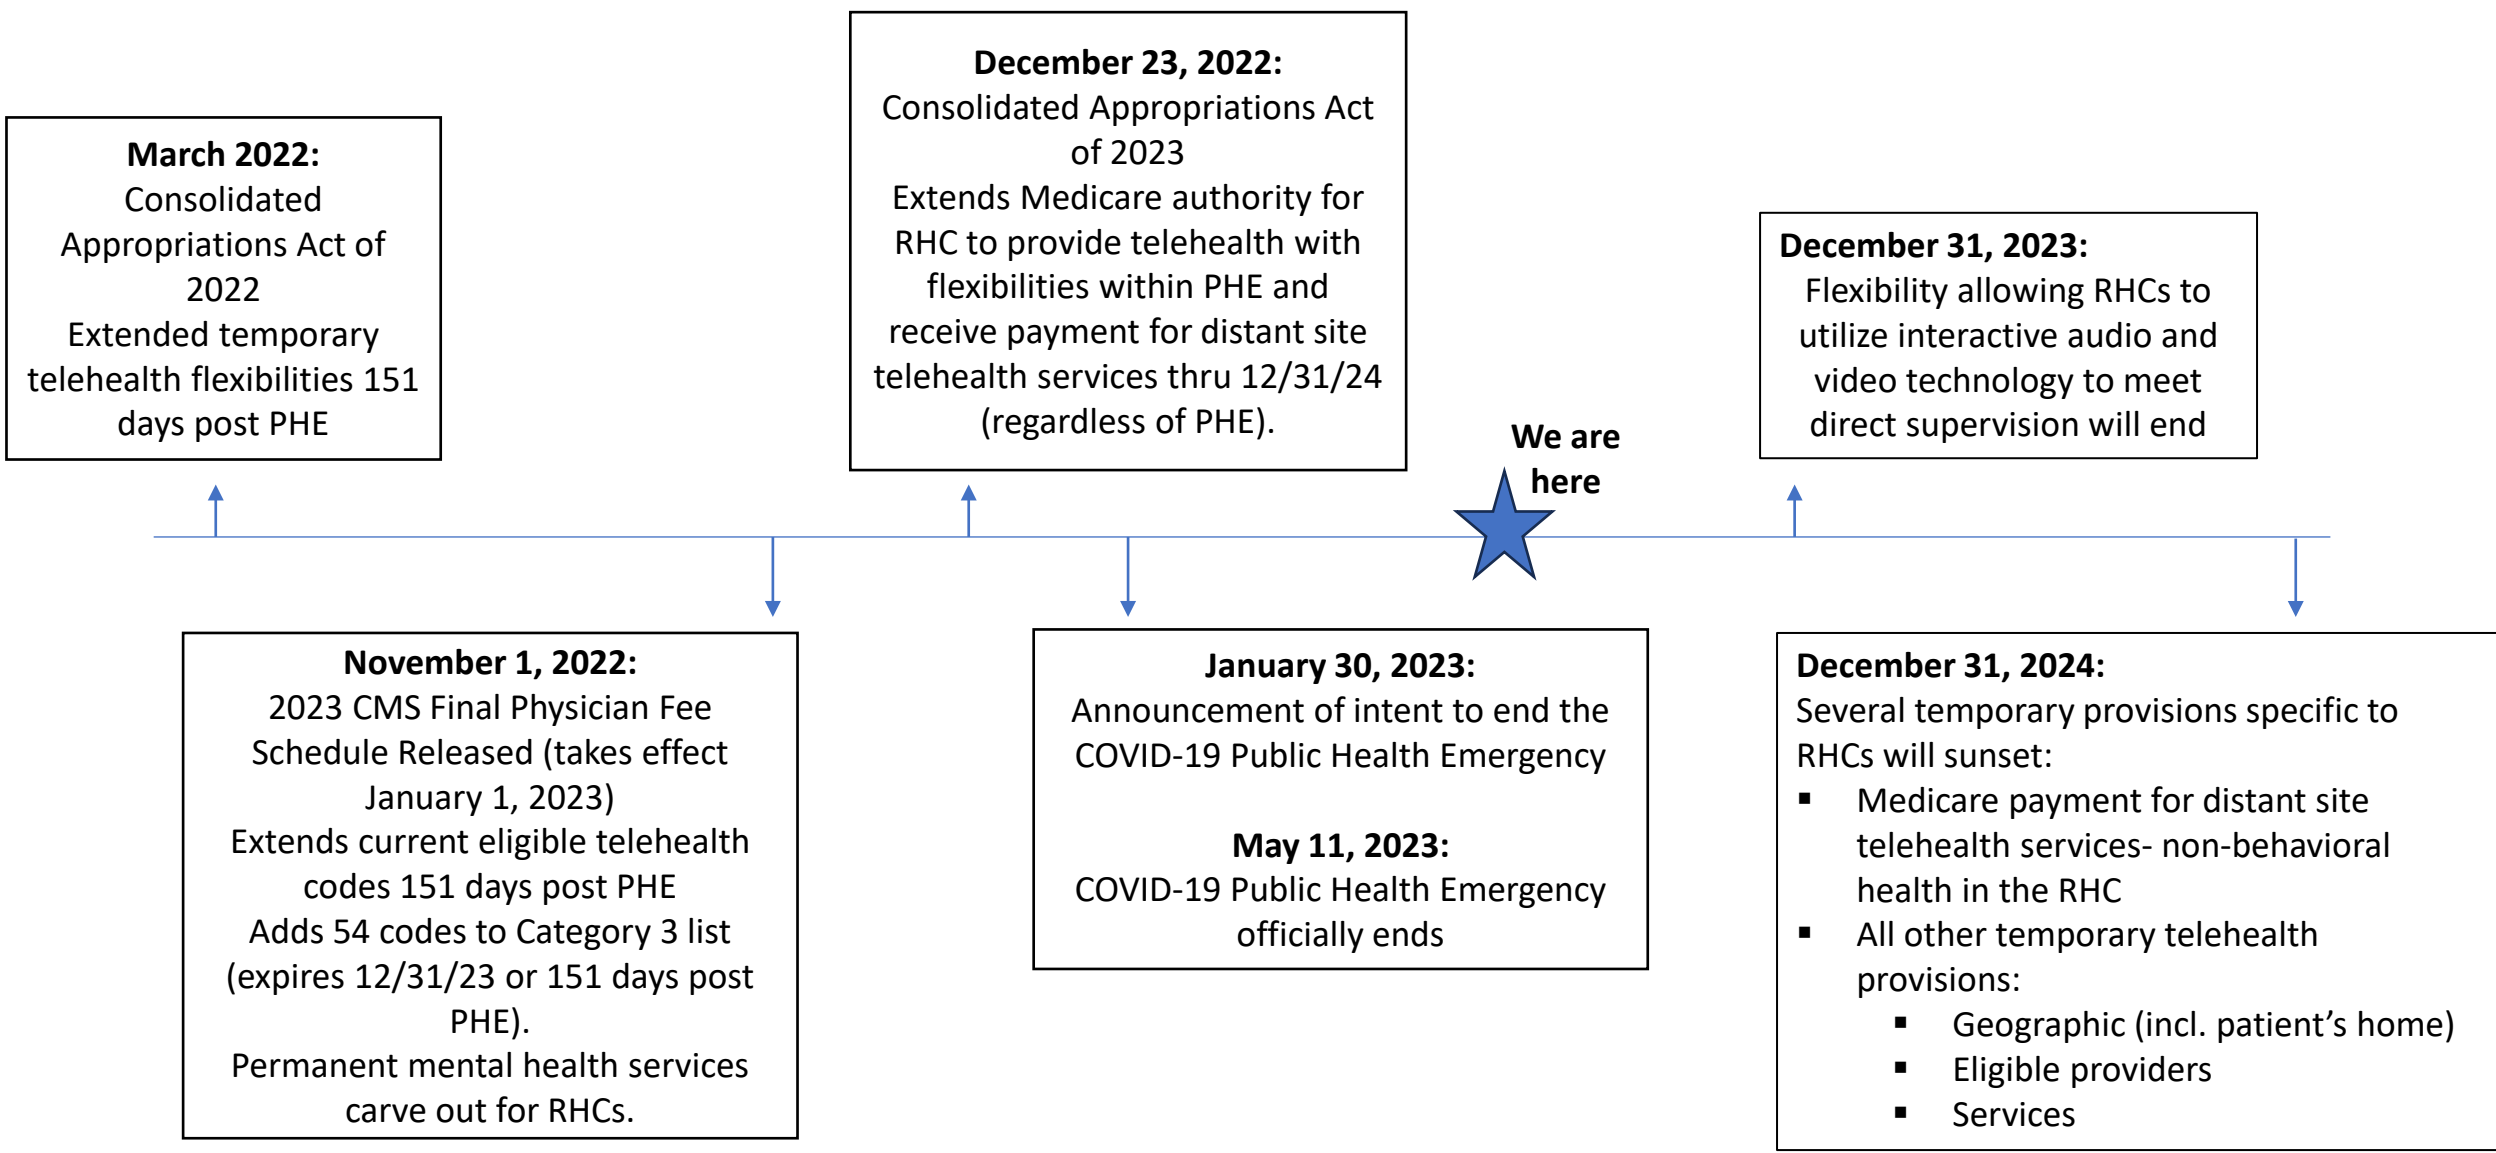 March 2022:
Consolidated
Appropriations Act of
2022
Extended temporary
telehealth flexibilities 151
days post PHE
November 1, 2022:
2023 CMS Final Physician Fee
Schedule Released (takes effect
January 1, 2023)
Extends current eligible telehealth
codes 151 days post PHE
Adds 54 codes to Category 3 list
(expires 12/31/23 or 151 days post
PHE).
Permanent mental health services
carve out for RHCs.
December 23, 2022:
Consolidated Appropriations Act
of 2023
Extends Medicare authority for
RHC to provide telehealth with
flexibilities within PHE and
receive payment for distant site
telehealth services thru 12/31/24
(regardless of PHE).
January 30, 2023:
Announcement of intent to end the
COVID-19 Public Health Emergency
May 11, 2023:
COVID-19 Public Health Emergency
officially ends
We are
here
December 31, 2023:
Flexibility allowing RHCs to
utilize interactive audio and
video technology to meet
direct supervision will end
December 31, 2024:
Several temporary provisions specific to
RHCs will sunset:
▪ Medicare payment for distant site
telehealth services- non-behavioral
health in the RHC
▪ All other temporary telehealth
provisions:
▪ Geographic (incl. patient’s home)
▪ Eligible providers
▪ Services